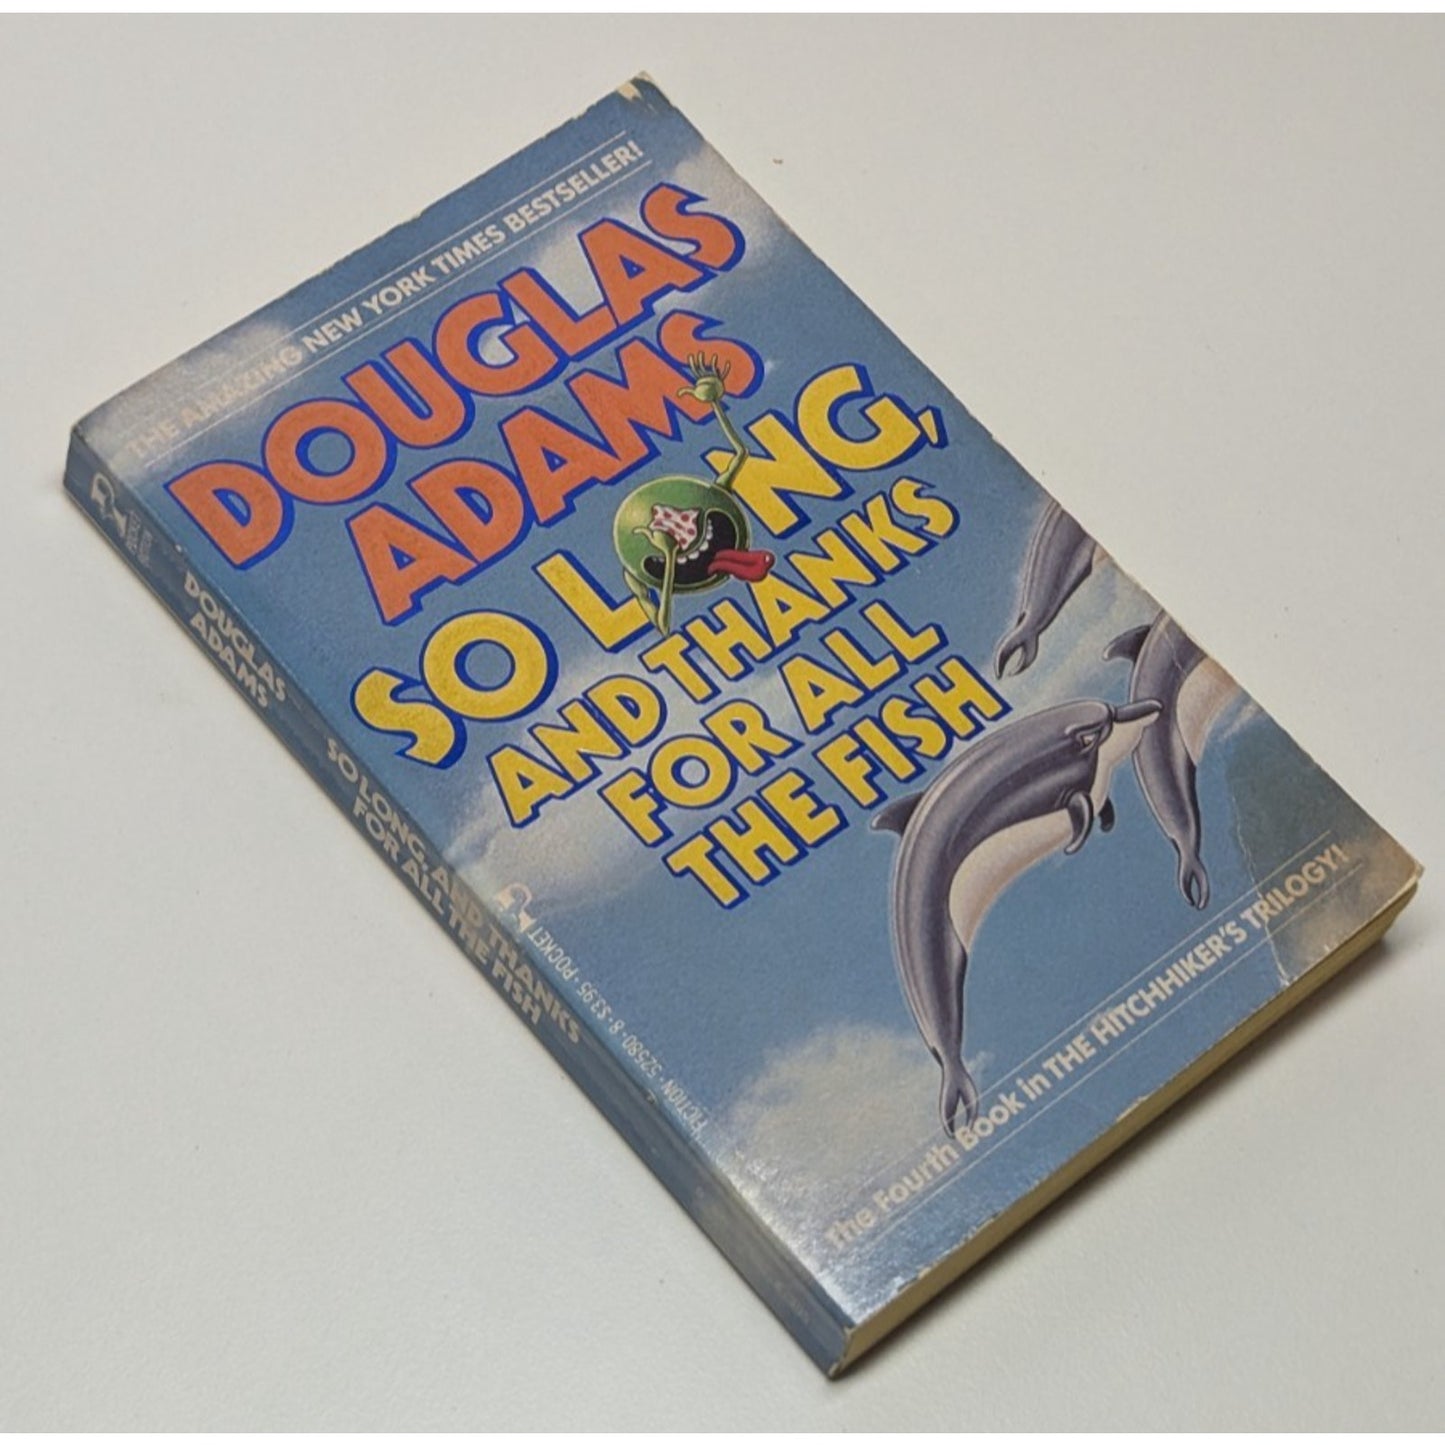 THE AMAZING NEW YORK TIMES BESTSELLER!
DOUGLAS
ADAMS
SO LONG,
AND THANKS
FOR ALL
THE FISH
The Fourth Book in THE HITCHHIKER'S TRILOGY!
FICTION · 52580-8 · $3.95 · POCKET
DOUGLAS
ADAMS
SO LONG, AND THANKS
FOR ALL THE FISH